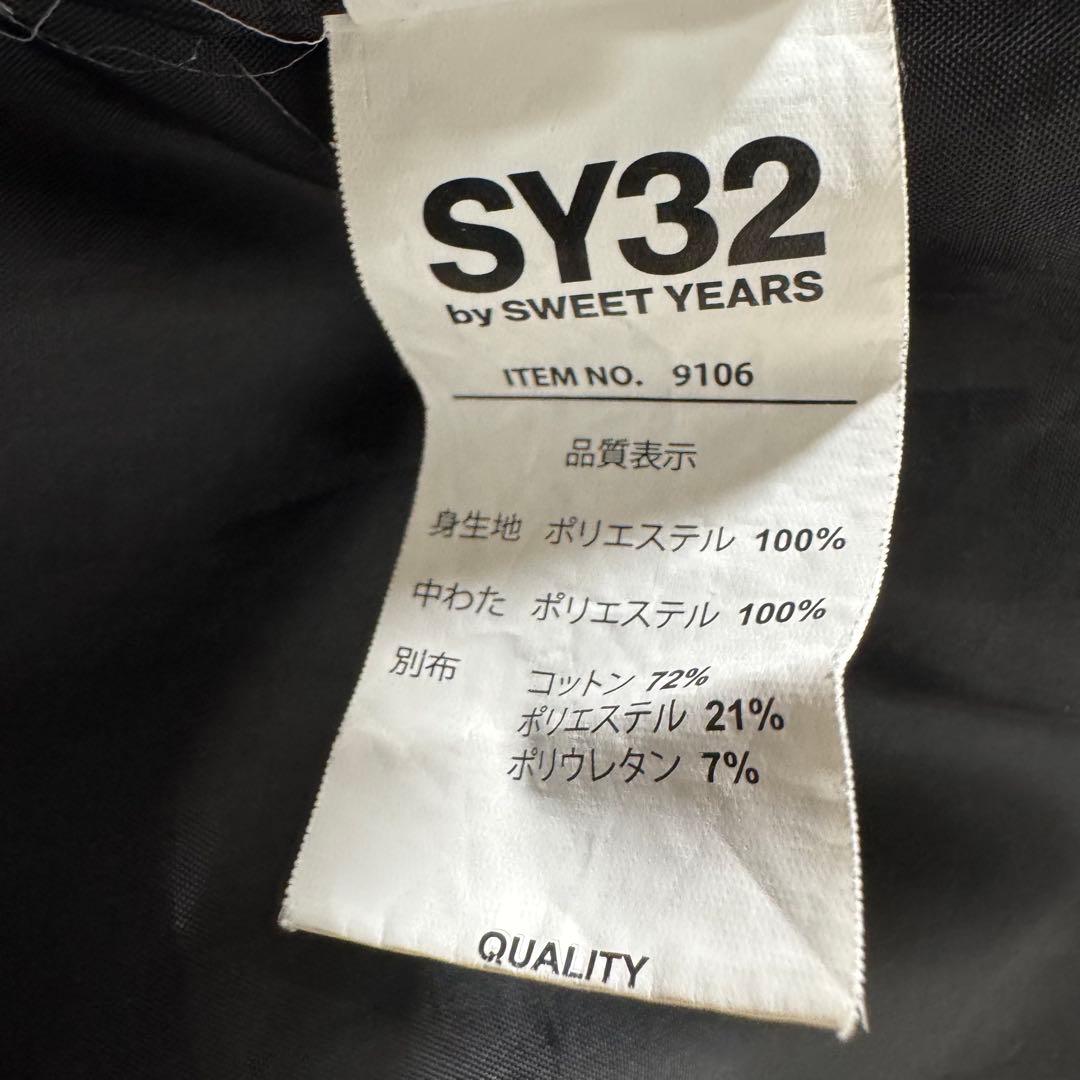 SY32
by SWEET YEARS
ITEM NO. 9106
品質表示
身生地 ポリエステル 100%
中わた ポリエステル 100%
別布 コットン 72%
ポリエステル 21%
ポリウレタン 7%
QUALITY